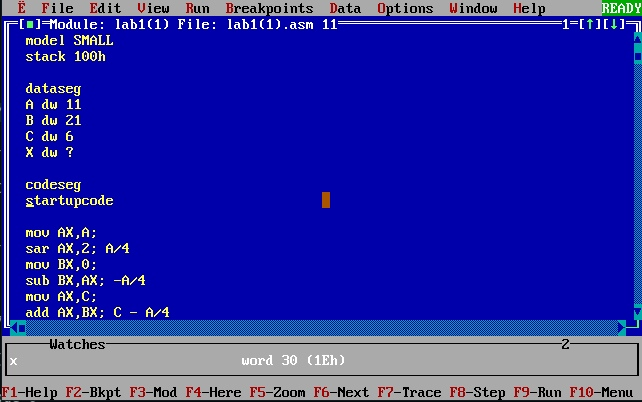 Ë File Edit View Run Breakpoints Data Options Window Help READY
[■]=Module: lab1(1) File: lab1(1).asm 11 1=[↑][↓]
model SMALL
stack 100h
dataseg
A dw 11
B dw 21
C dw 6
X dw ?
codeseg
startupcode
mov AX,A;
sar AX,2; A/4
mov BX,0;
sub BX,AX; -A/4
mov AX,C;
add AX,BX; C - A/4
Watches 2
x word 30 (1Eh)
F1-Help F2-Bkpt F3-Mod F4-Here F5-Zoom F6-Next F7-Trace F8-Step F9-Run F10-Menu